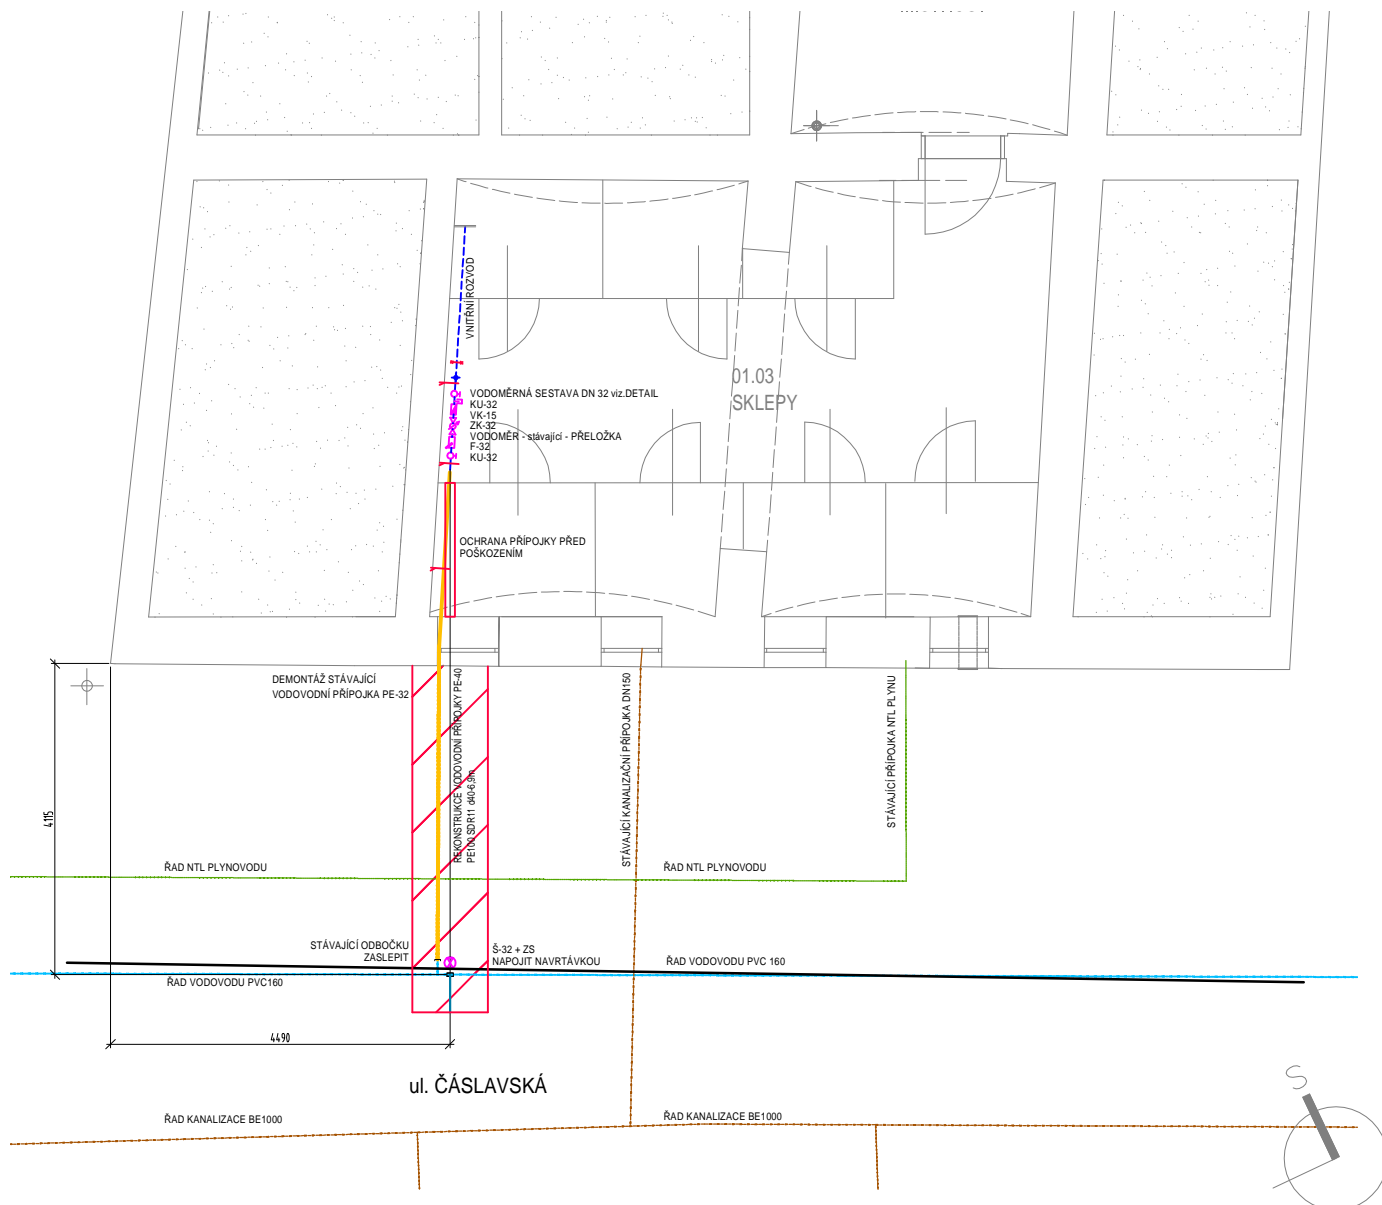 VNITŘNÍ ROZVOD
01.03
SKLEPY
VODOMĚRNÁ SESTAVA DN 32 viz.DETAIL
KU-32
VK-15
ZK-32
VODOMĚR - stávající - PŘELOŽKA
F-32
KU-32
OCHRANA PŘÍPOJKY PŘED
POŠKOZENÍM
DEMONTÁŽ STÁVAJÍCÍ
VODOVODNÍ PŘÍPOJKA PE-32
REKONSTRUKCE VODOVODNÍ PŘÍPOJKY PE-40
PE100 SDR11 d40-6,9m
STÁVAJÍCÍ KANALIZAČNÍ PŘÍPOJKA DN150
STÁVAJÍCÍ PŘÍPOJKA NTL PLYNU
4115
ŘAD NTL PLYNOVODU
ŘAD NTL PLYNOVODU
STÁVAJÍCÍ ODBOČKU
ZASLEPIT
Š-32 + ZS
NAPOJIT NAVRTÁVKOU
ŘAD VODOVODU PVC 160
ŘAD VODOVODU PVC160
4490
ul. ČÁSLAVSKÁ
S
ŘAD KANALIZACE BE1000
ŘAD KANALIZACE BE1000